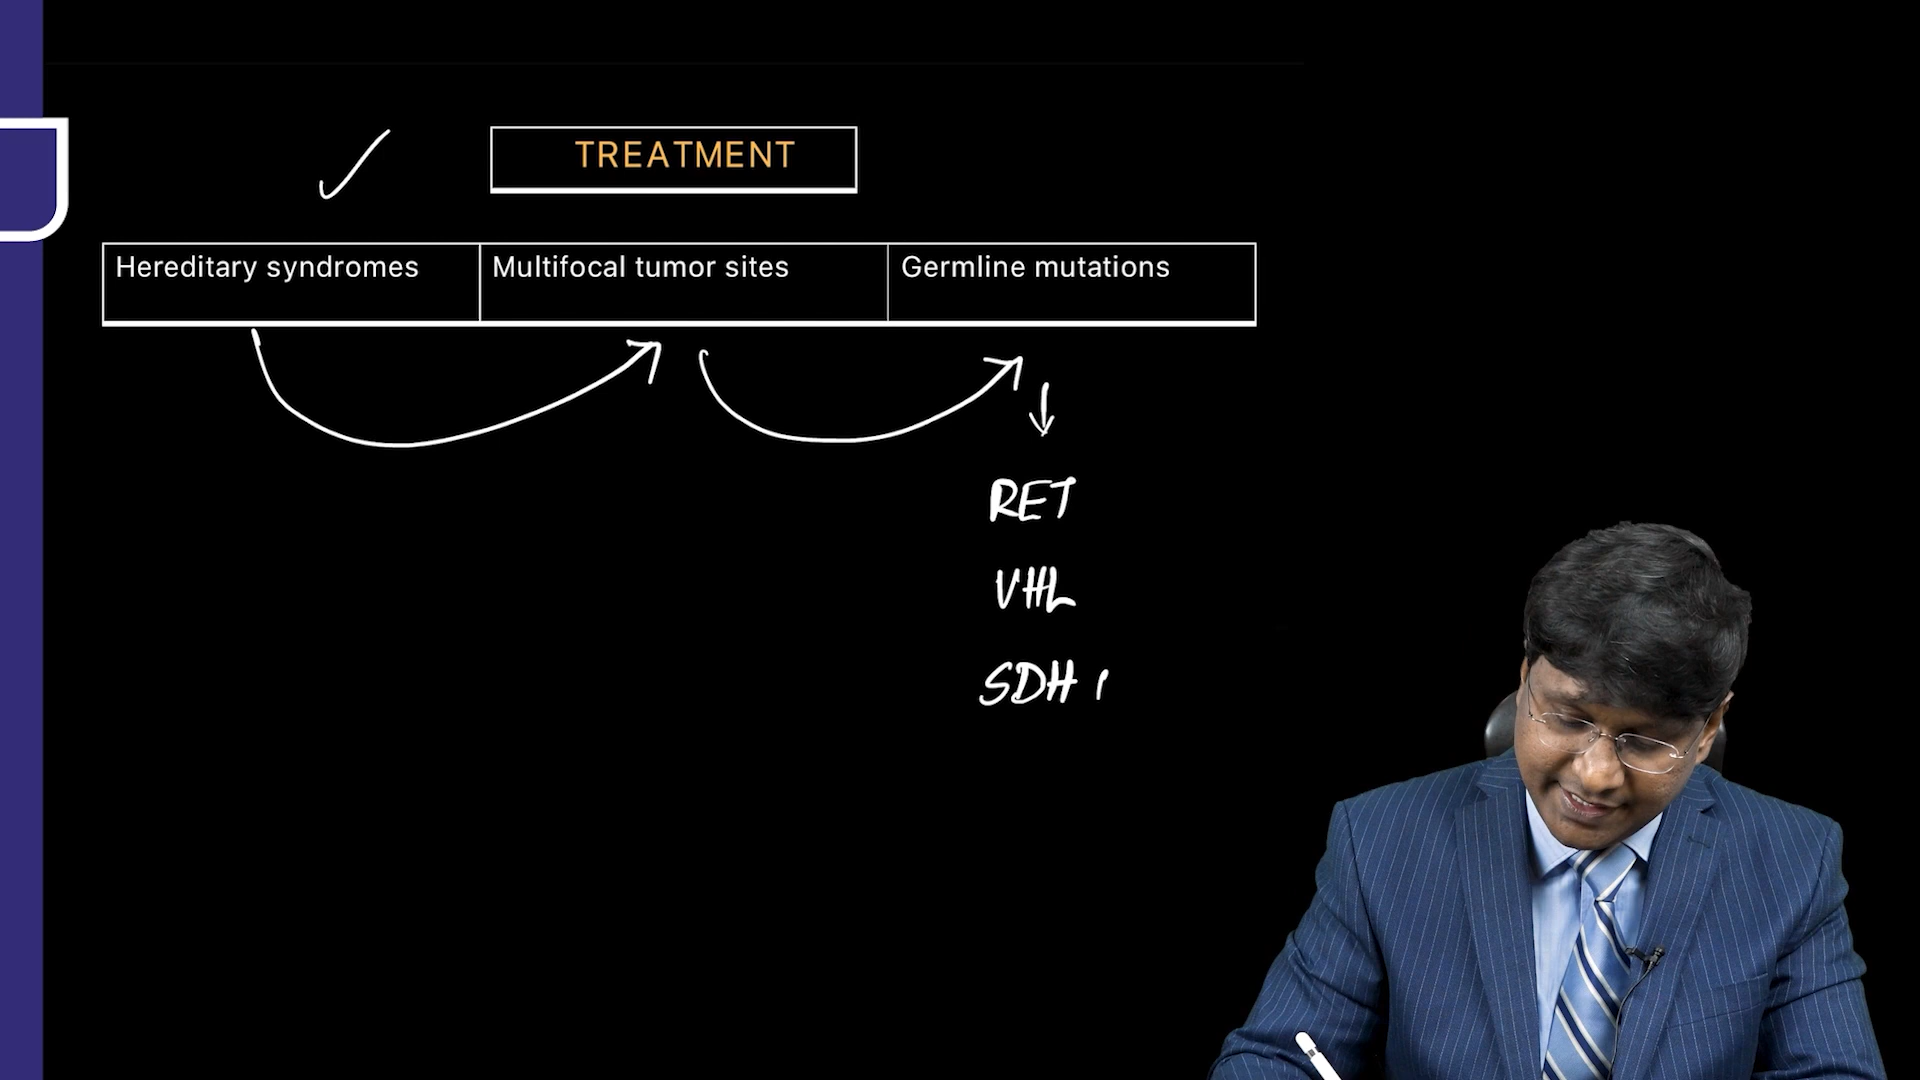 TREATMENT
Hereditary syndromes Multifocal tumor sites Germline mutations
RET
VHL
SDH